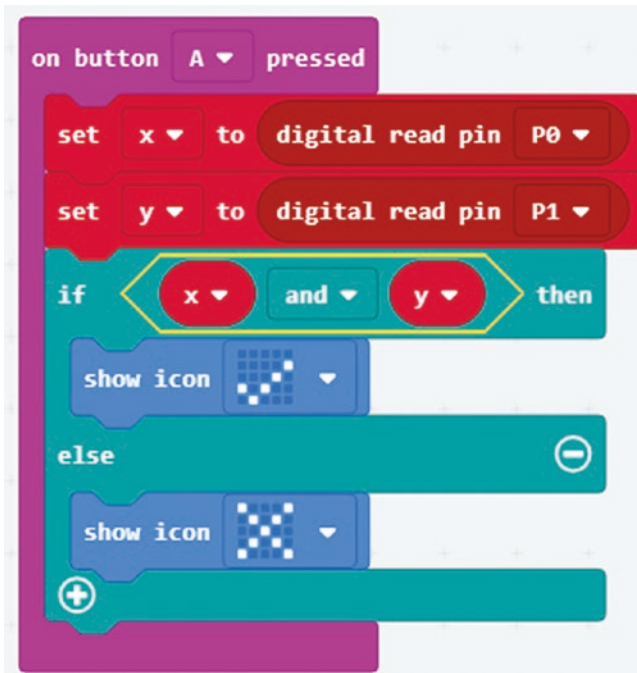 on button A pressed
set x to digital read pin P0
set y to digital read pin P1
if x and y then
show icon
else
show icon